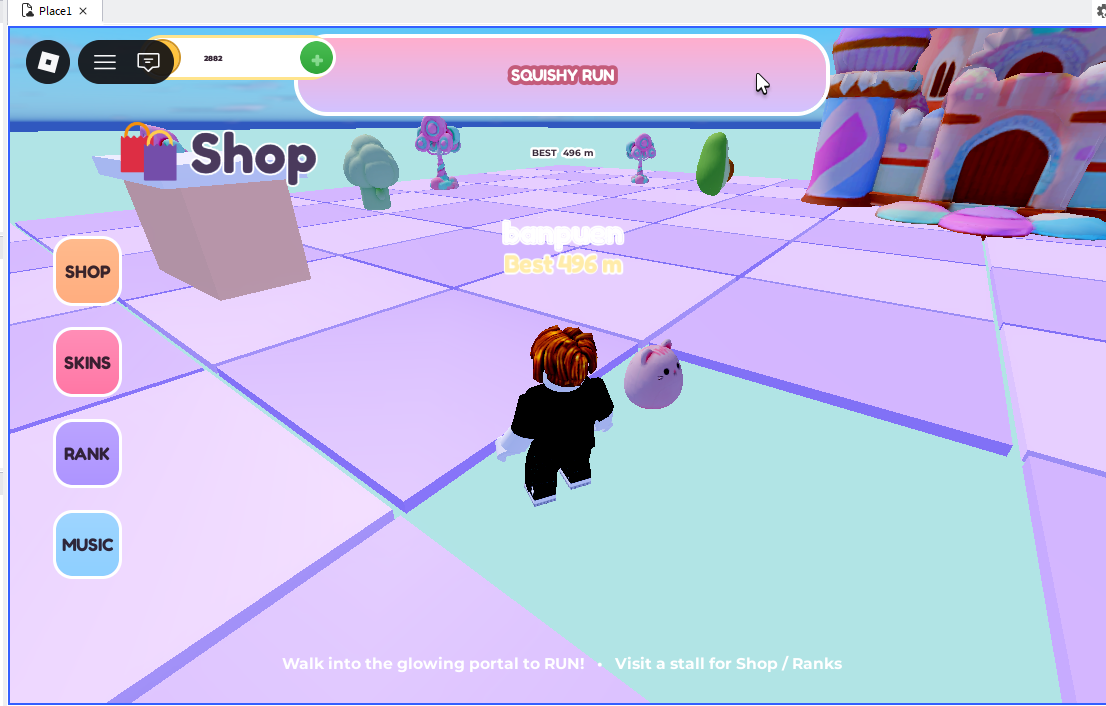 Place1
2882
SQUISHY RUN
Shop
BEST 496 m
banpuen
Best 496 m
SHOP
SKINS
RANK
MUSIC
Walk into the glowing portal to RUN! • Visit a stall for Shop / Ranks